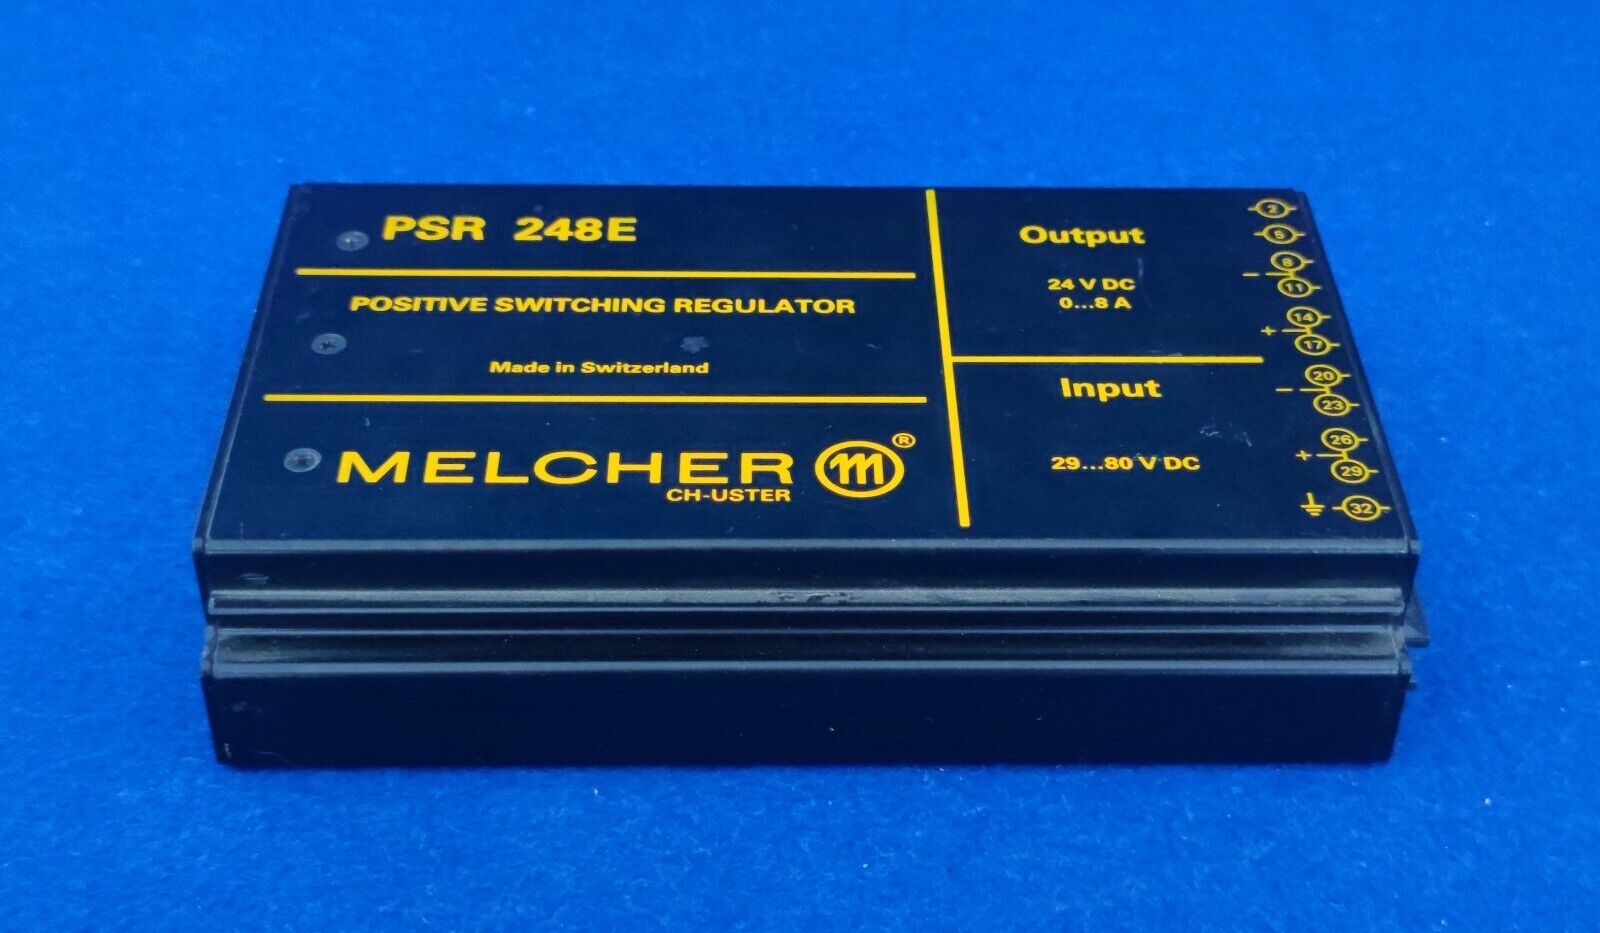 PSR 248E
POSITIVE SWITCHING REGULATOR
Made in Switzerland
MELCHER m ®
CH-USTER
Output
24 V DC
0...8 A
Input
29...80 V DC
2
5
8
- 11
14
+ 17
20
- 23
26
+ 29
32